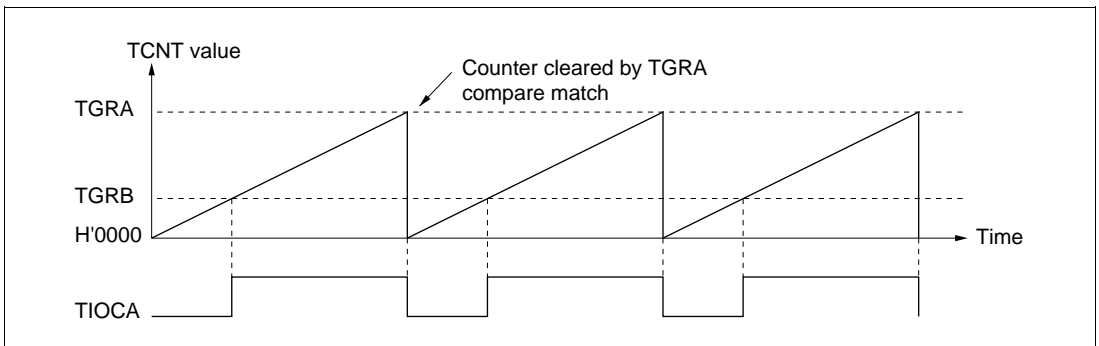 TCNT value
Counter cleared by TGRA
compare match
TGRA
TGRB
H'0000
Time
TIOCA